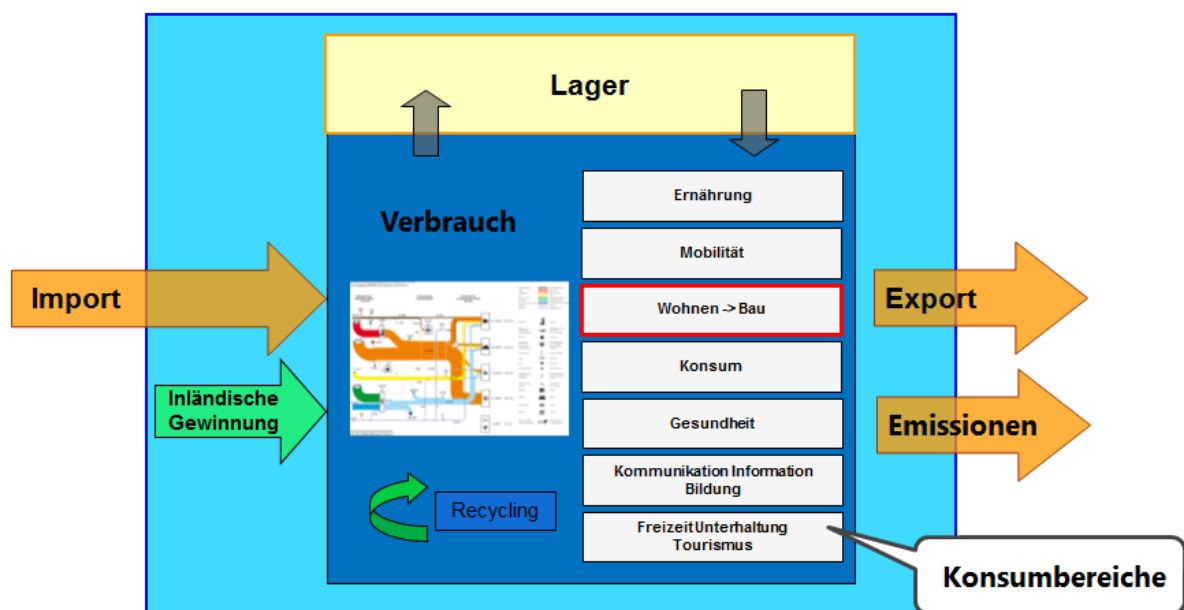 Lager
Verbrauch
Ernährung
Mobilität
Wohnen -> Bau
Konsum
Gesundheit
Kommunikation Information
Bildung
Freizeit Unterhaltung
Tourismus
Import
Inländische
Gewinnung
Export
Emissionen
Recycling
Konsumbereiche